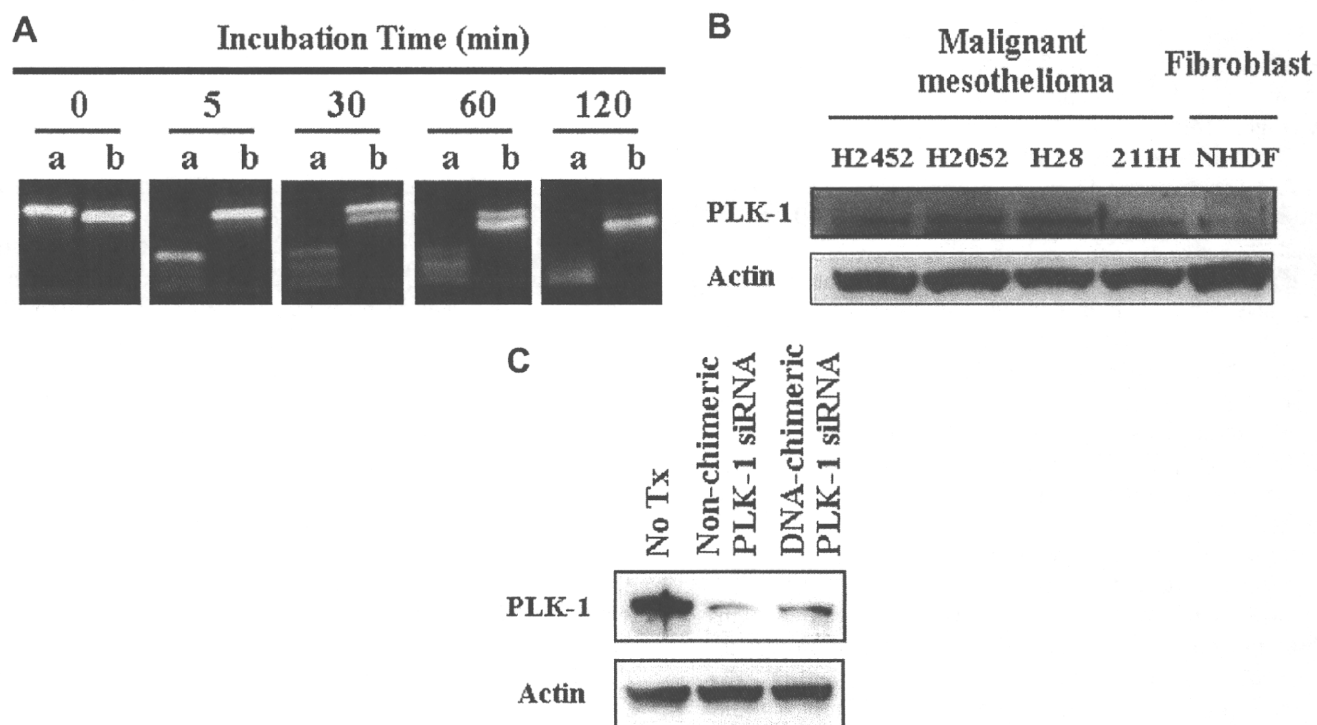 A
Incubation Time (min)
0 5 30 60 120
a b a b a b a b a b
B
Malignant
mesothelioma
Fibroblast
H2452 H2052 H28 211H NHDF
PLK-1
Actin
C
No Tx
Non-chimeric
PLK-1 siRNA
DNA-chimeric
PLK-1 siRNA
PLK-1
Actin